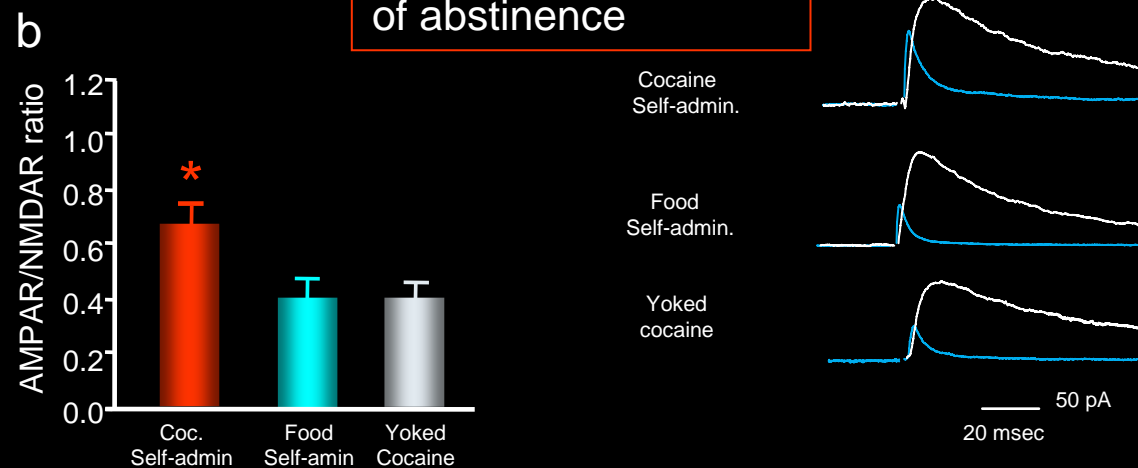 of abstinence
b
AMPAR/NMDAR ratio
1.2
1.0
0.8
0.6
0.4
0.2
0.0
*
Coc.
Self-admin
Food
Self-amin
Yoked
Cocaine
Cocaine
Self-admin.
Food
Self-admin.
Yoked
cocaine
50 pA
20 msec